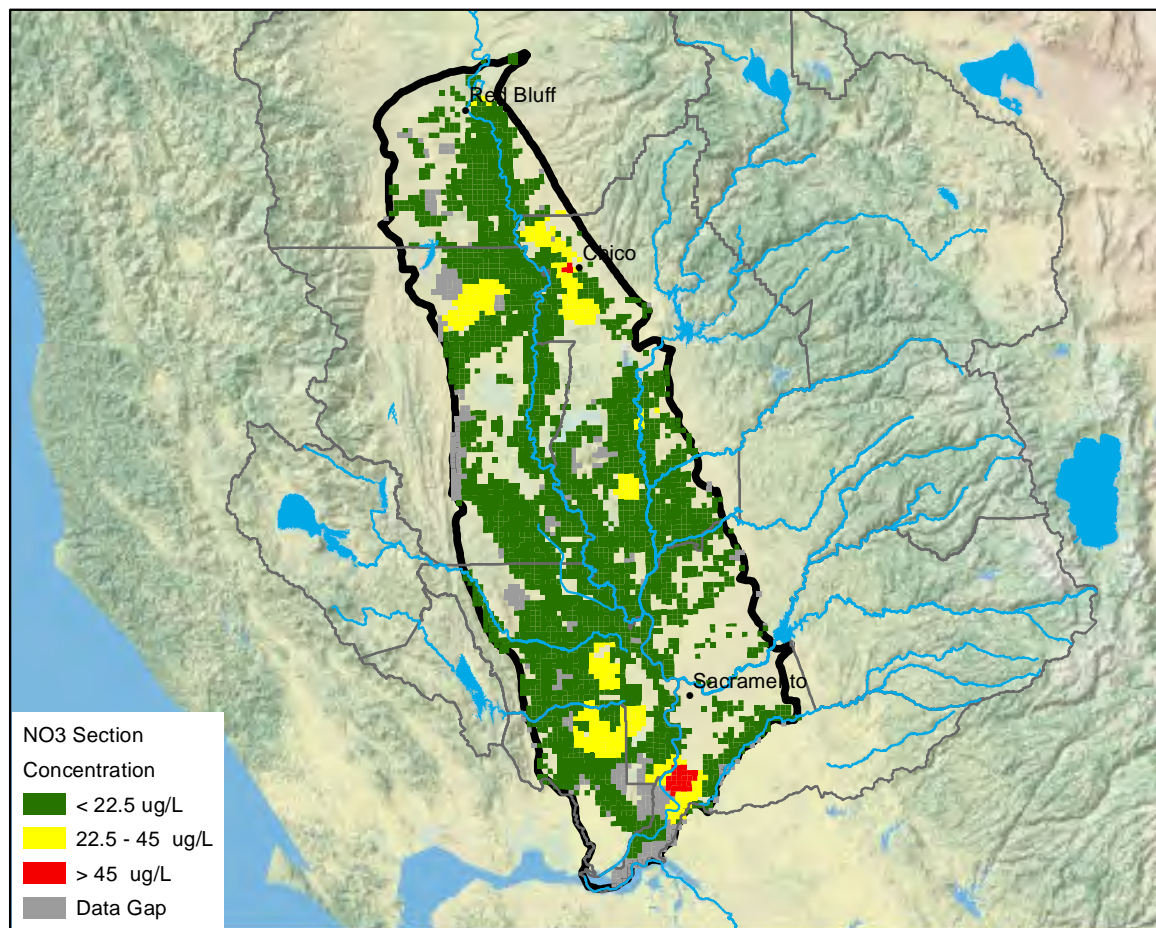 Red Bluff
Chico
Sacramento
NO3 Section
Concentration
< 22.5 ug/L
22.5 - 45 ug/L
> 45 ug/L
Data Gap